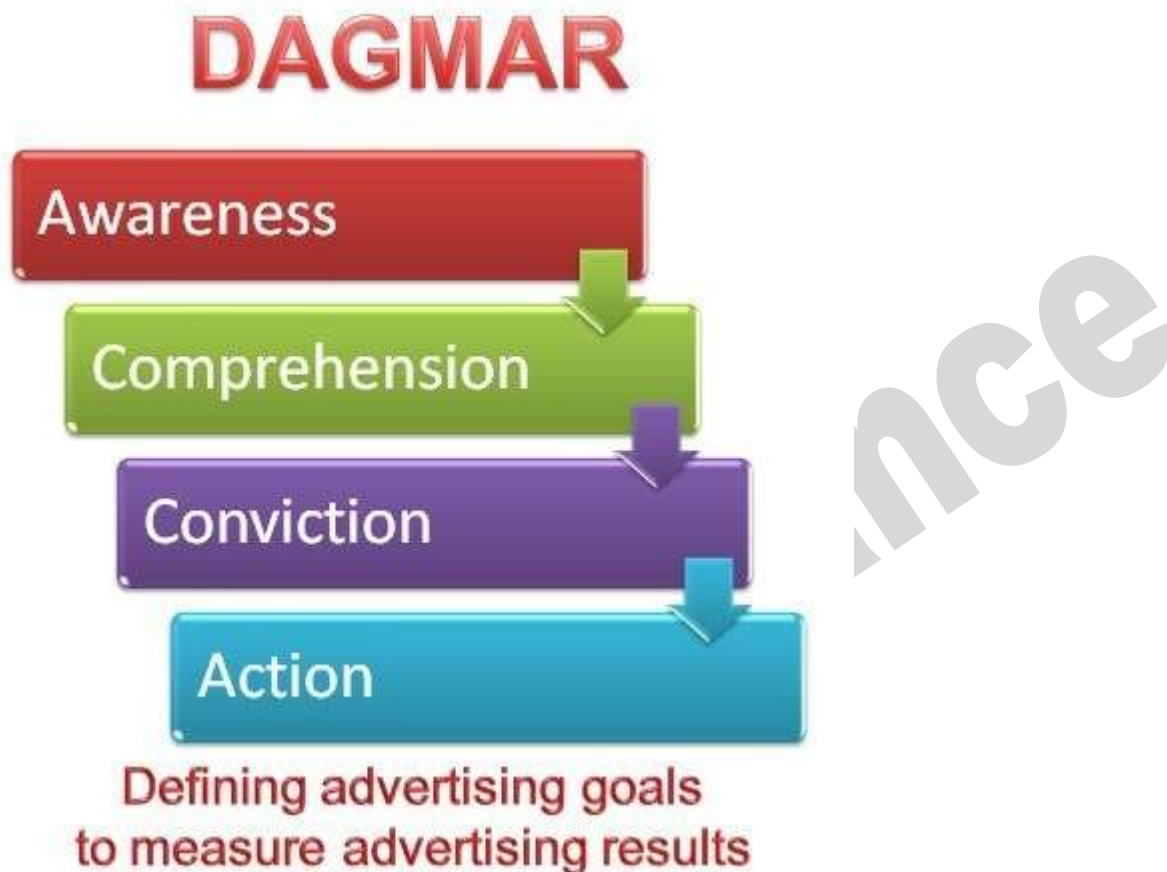 DAGMAR
Awareness
Comprehension
Conviction
Action
Defining advertising goals
to measure advertising results